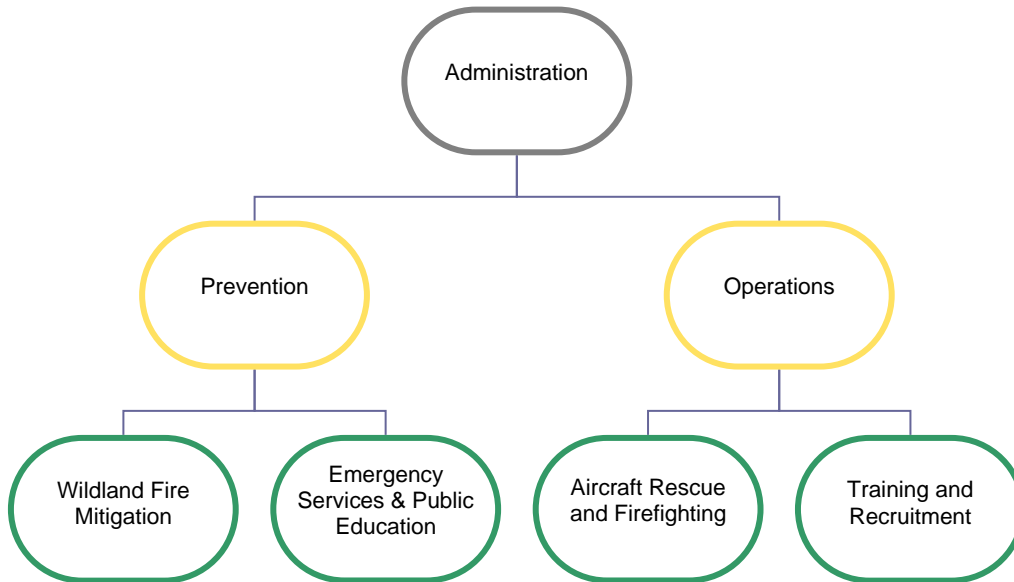 Administration
Prevention
Operations
Wildland Fire
Mitigation
Emergency
Services & Public
Education
Aircraft Rescue
and Firefighting
Training and
Recruitment